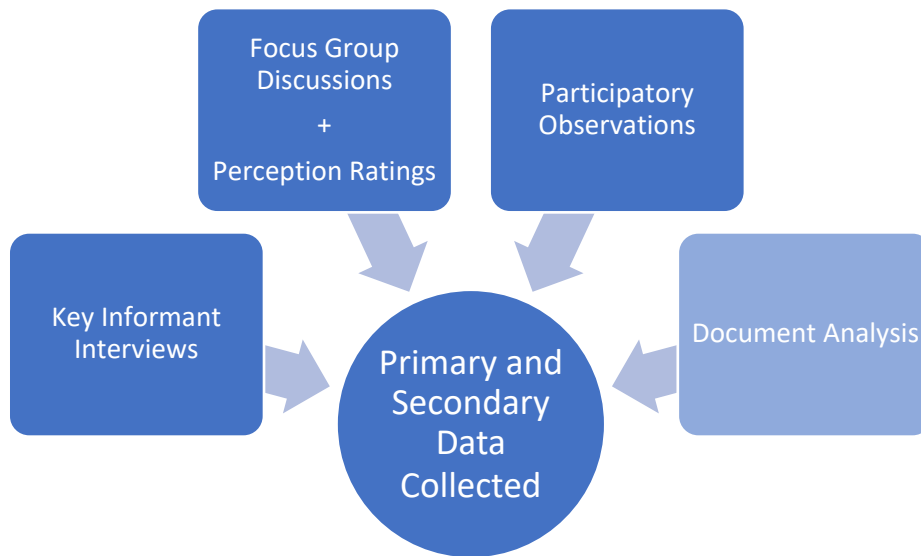 Focus Group
Discussions
+
Perception Ratings
Participatory
Observations
Key Informant
Interviews
Document Analysis
Primary and
Secondary
Data
Collected